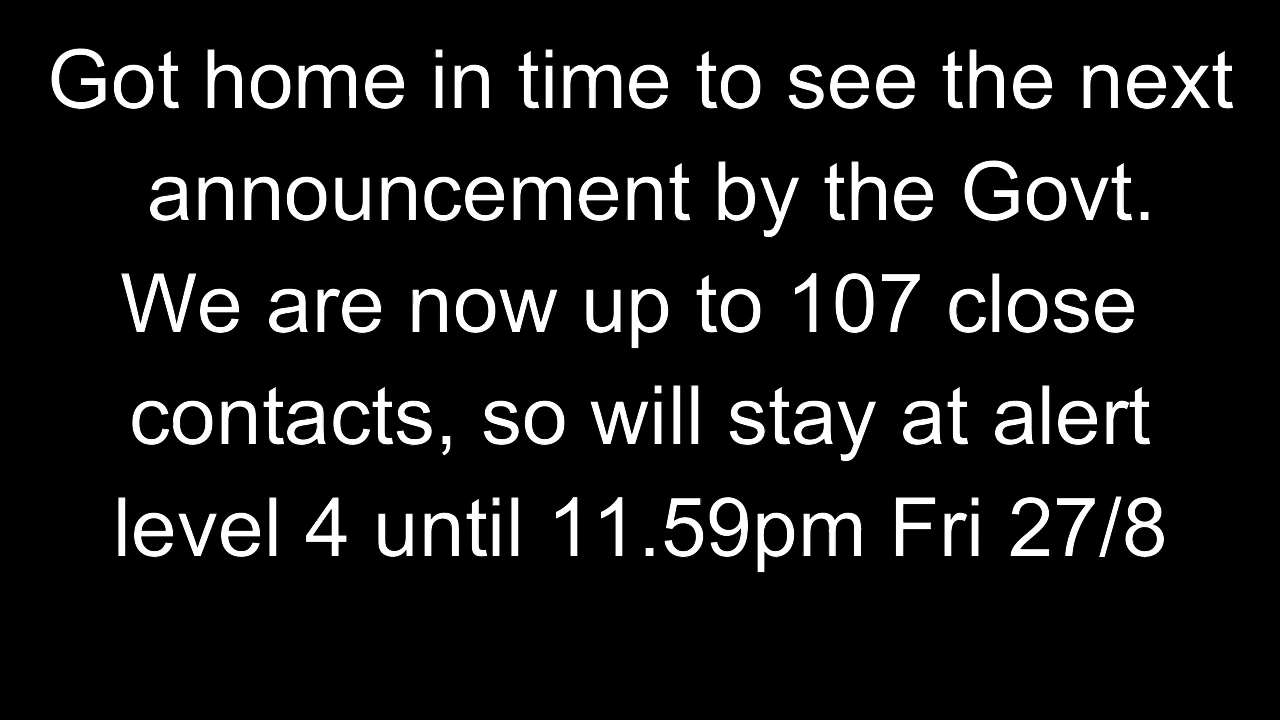 Got home in time to see the next
announcement by the Govt.
We are now up to 107 close
contacts, so will stay at alert
level 4 until 11.59pm Fri 27/8